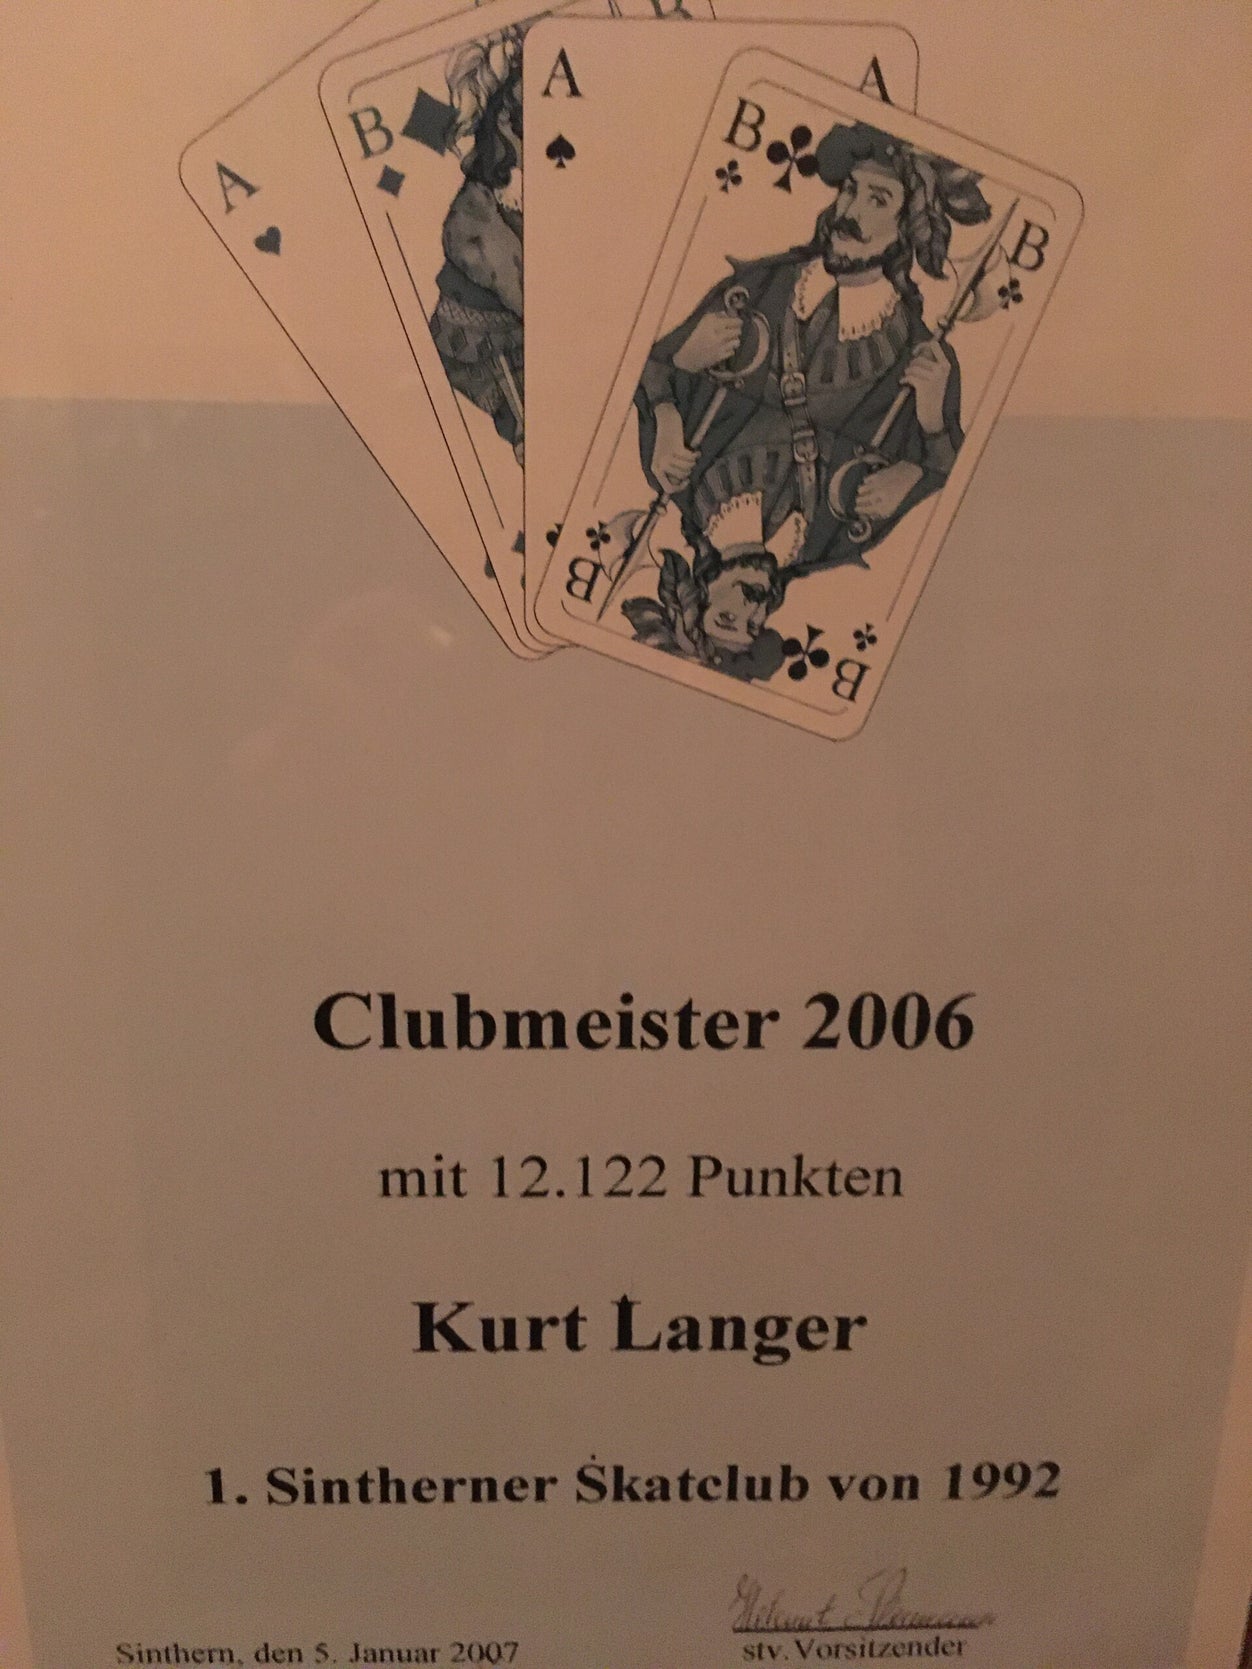 A
B
A
A
B
B
B
B
Clubmeister 2006
mit 12.122 Punkten
Kurt Langer
1. Sintherner Skatclub von 1992
Sinthern, den 5. Januar 2007
stv. Vorsitzender